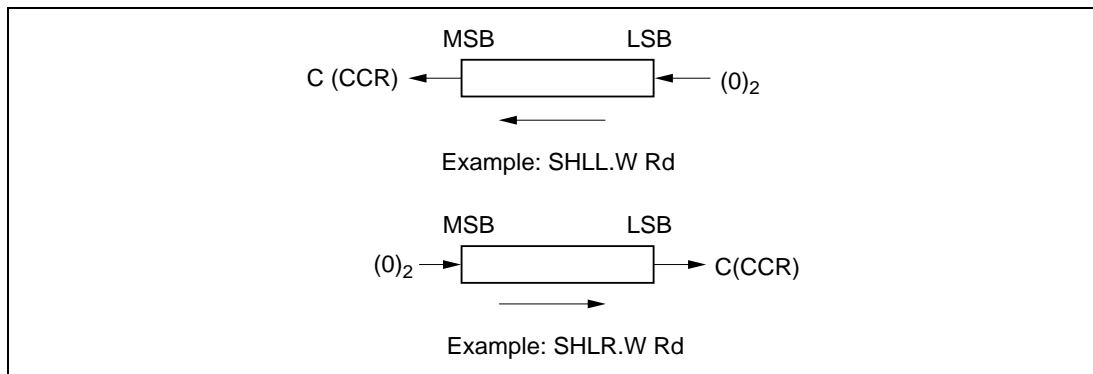 MSB LSB
C (CCR) (0)2
Example: SHLL.W Rd
MSB LSB
(0)2 C(CCR)
Example: SHLR.W Rd